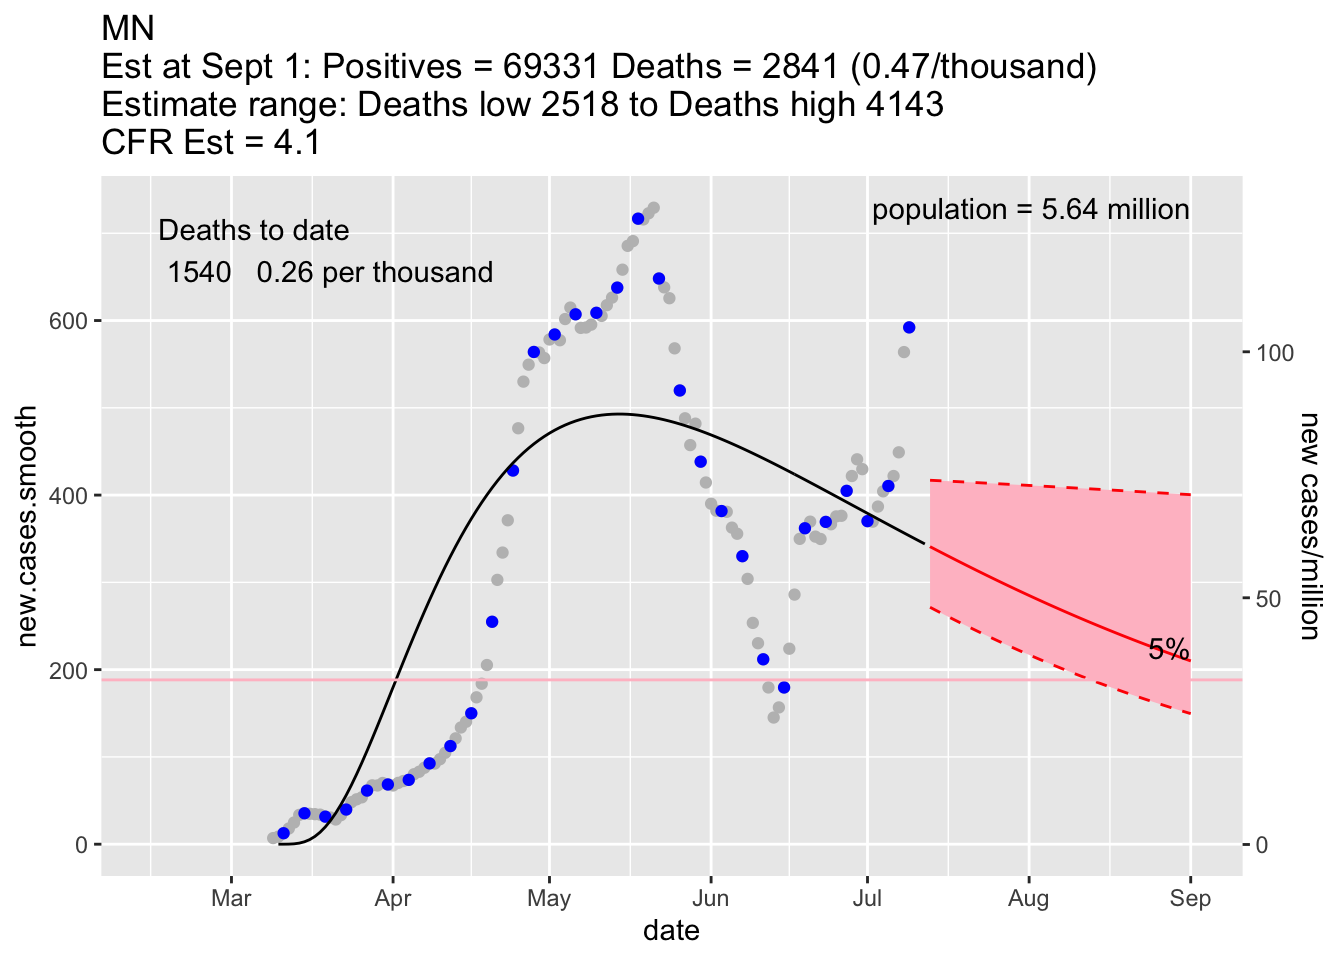 MN
Est at Sept 1: Positives = 69331 Deaths = 2841 (0.47/thousand)
Estimate range: Deaths low 2518 to Deaths high 4143
CFR Est = 4.1
population = 5.64 million
Deaths to date
1540 0.26 per thousand
600
400
200
0
new.cases.smooth
100
50
0
new cases/million
5%
Mar Apr May Jun Jul Aug Sep
date